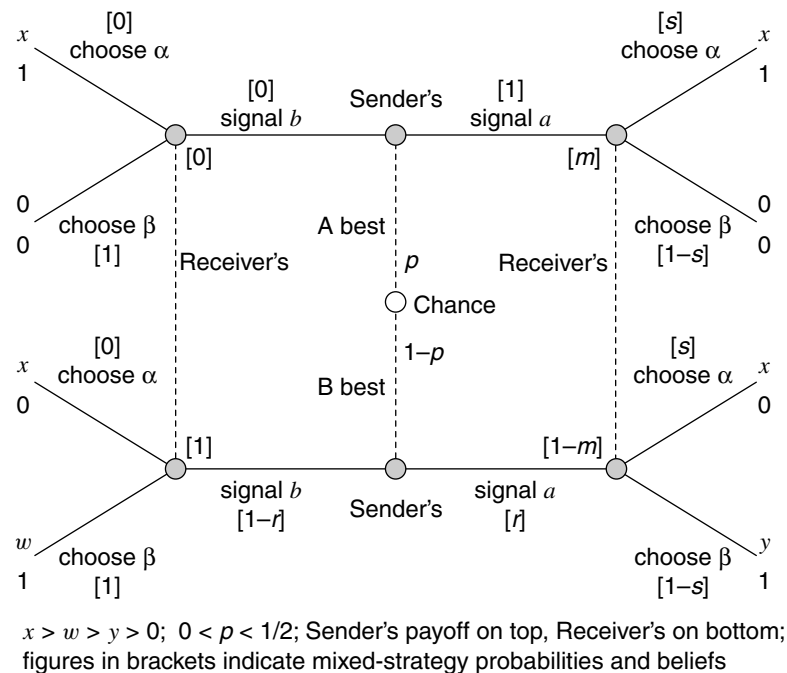 [0]
choose α
x
1
[0]
signal b
Sender's
[1]
signal a
[s]
choose α
x
1
[0]
[m]
0
0
choose β
[1]
A best
p
0
0
choose β
[1–s]
Receiver's
Receiver's
Chance
1–p
B best
[0]
choose α
x
0
[s]
choose α
x
0
[1]
[1–m]
signal b
[1–r]
Sender's
signal a
[r]
w
1
choose β
[1]
y
1
choose β
[1–s]
x > w > y > 0; 0 < p < 1/2; Sender's payoff on top, Receiver's on bottom;
figures in brackets indicate mixed-strategy probabilities and beliefs